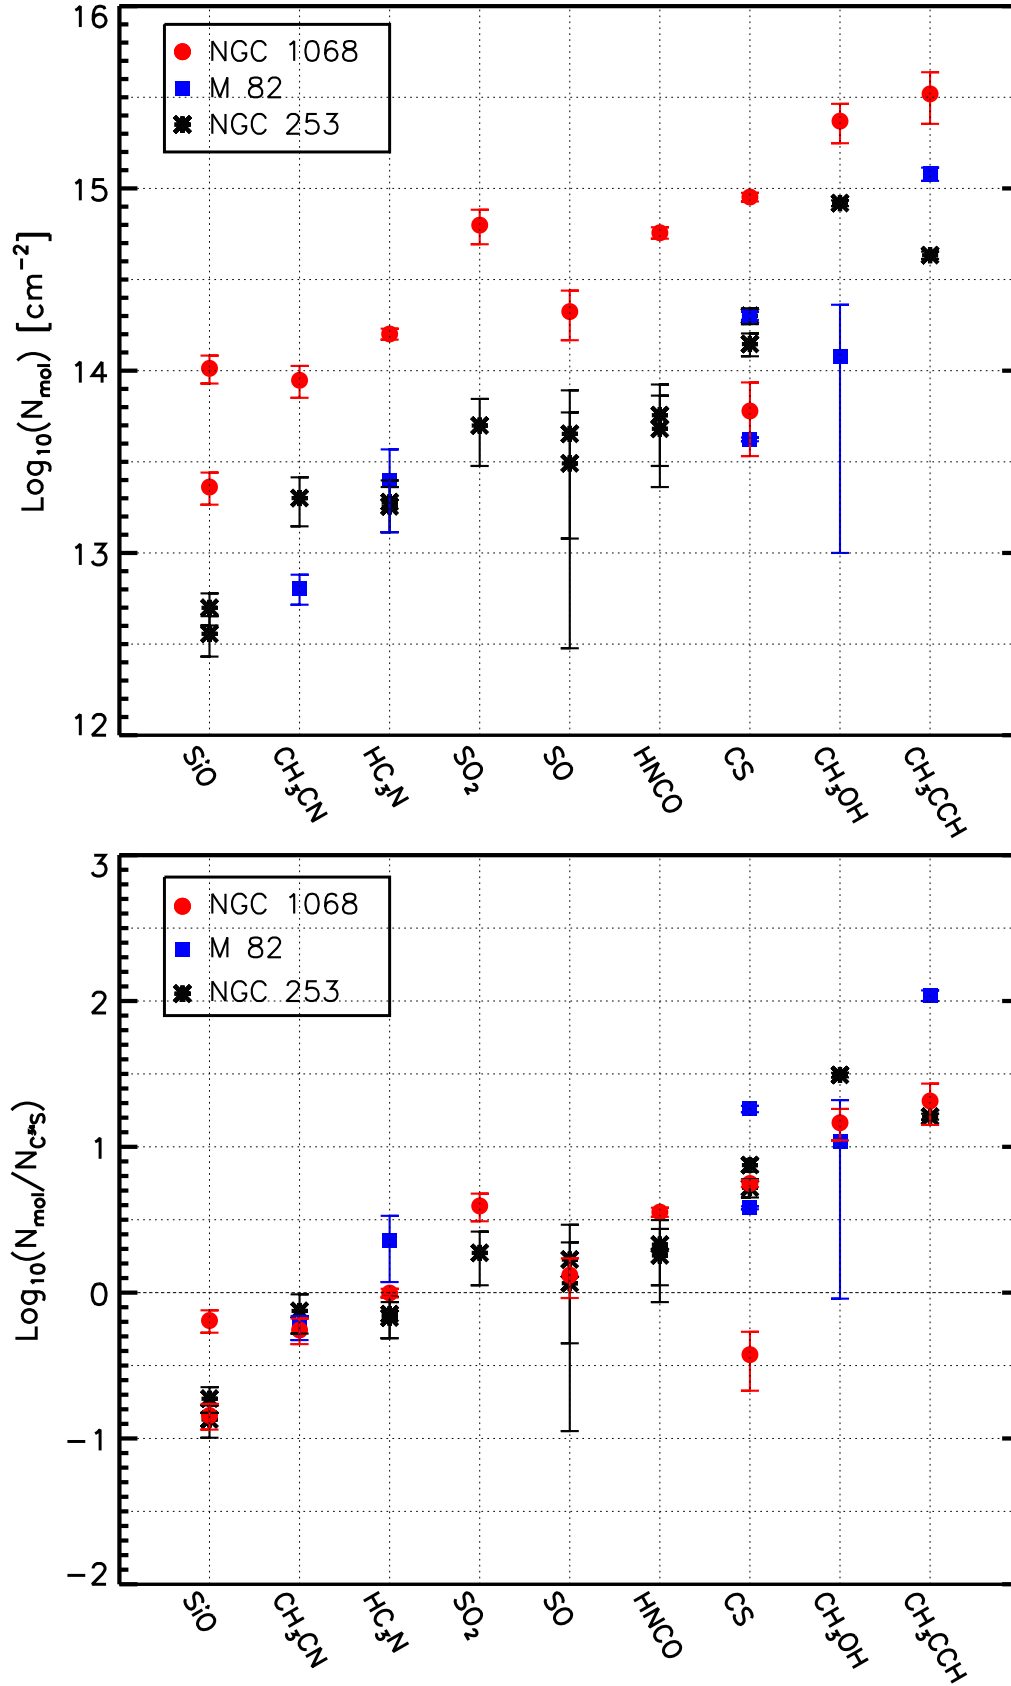 16
15
14
13
12
Log₁₀(Nₘₒₗ) [cm⁻²]
NGC 1068
M 82
NGC 253
SiO
CH₃CN
HC₃N
SO₂
SO
HNCO
CS
CH₃OH
CH₃CCH
3
2
1
0
−1
−2
Log₁₀(Nₘₒₗ/N_C³⁴S)
NGC 1068
M 82
NGC 253
SiO
CH₃CN
HC₃N
SO₂
SO
HNCO
CS
CH₃OH
CH₃CCH